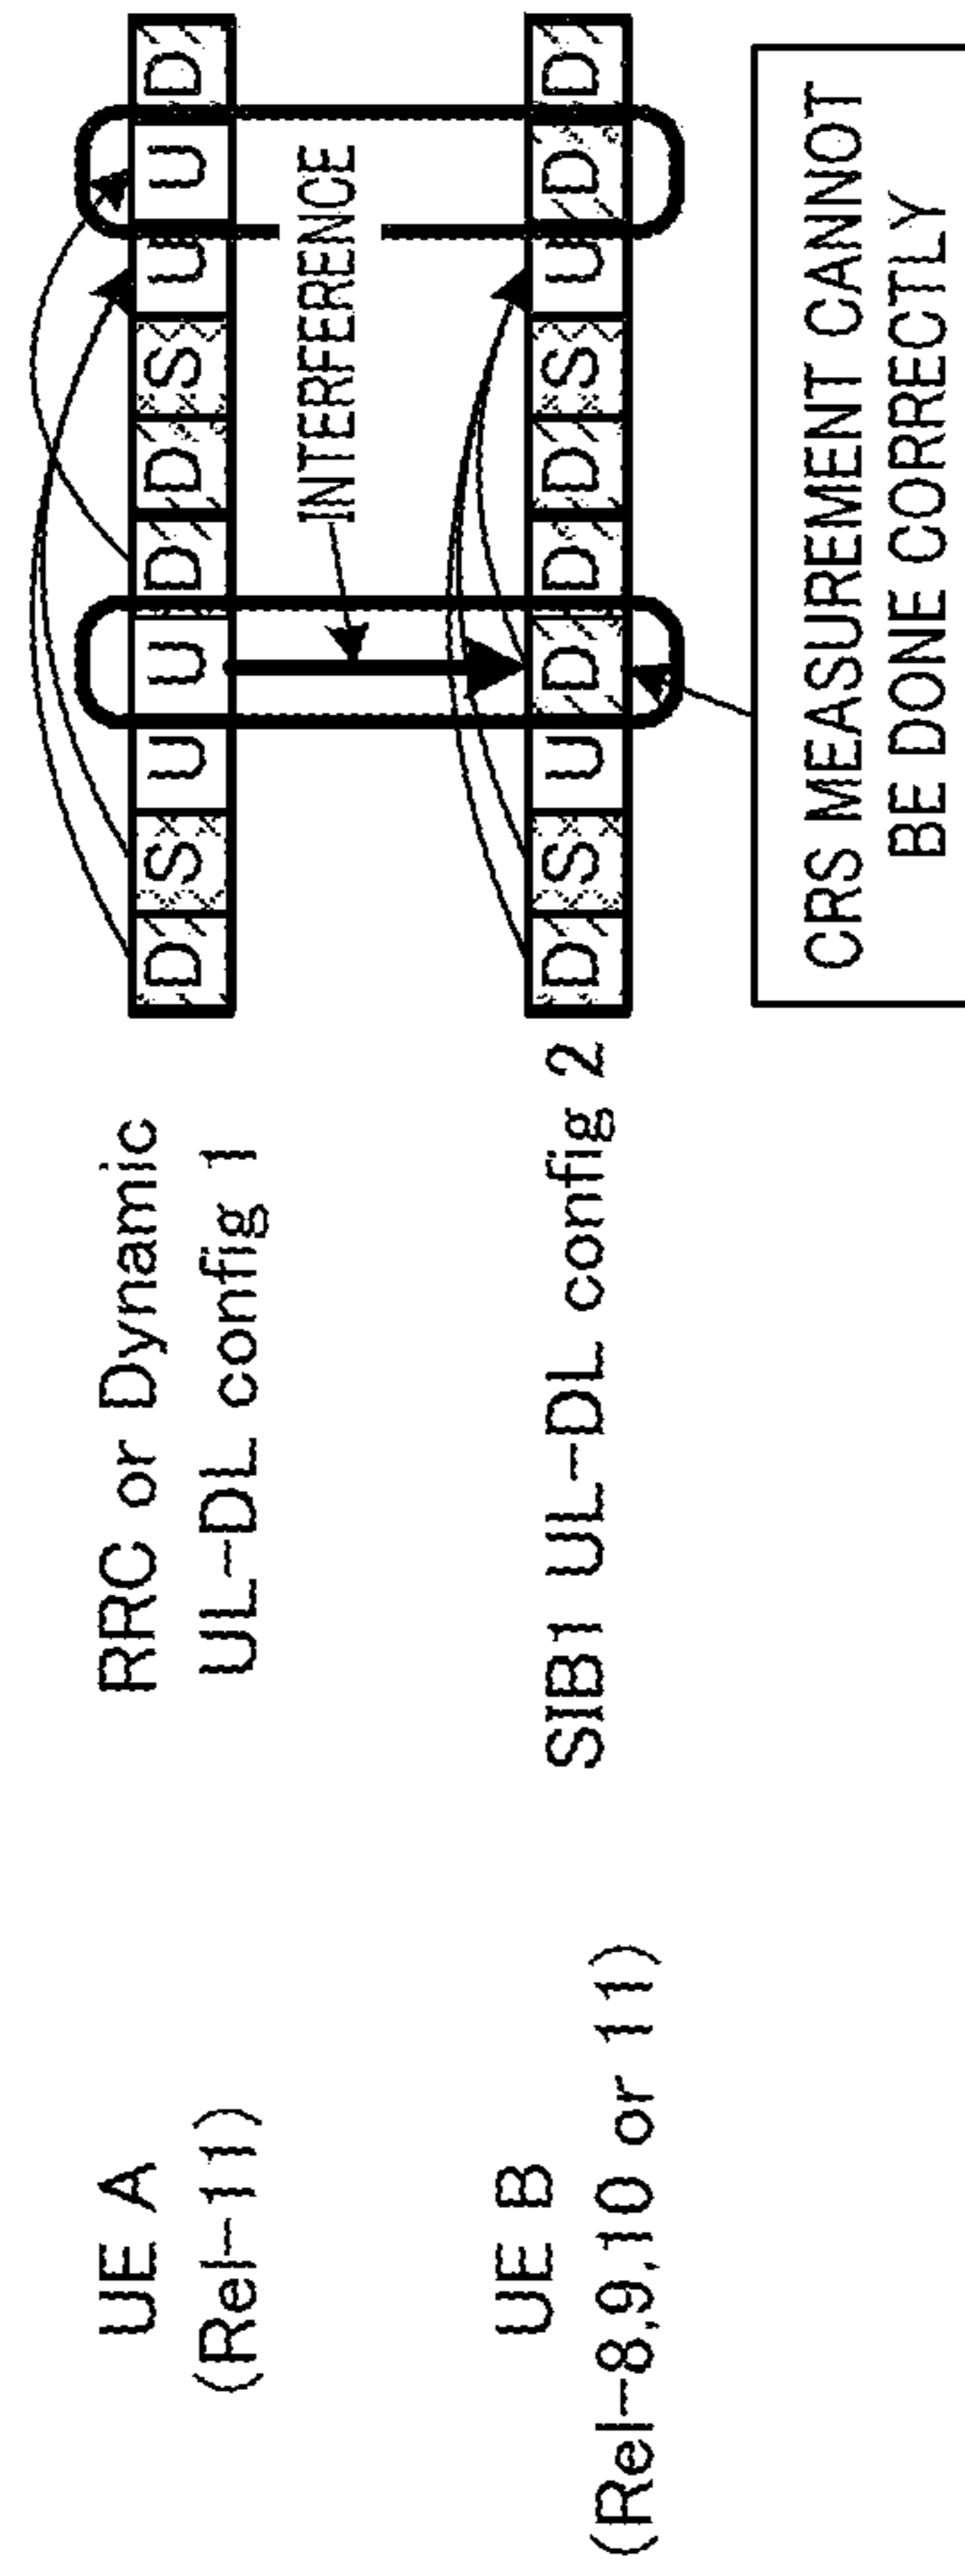 UE A
(Rel-11)
RRC or Dynamic
UL-DL config 1
D S U U D D S U U D
INTERFERENCE
UE B
(Rel-8,9,10 or 11)
SIB1 UL-DL config 2
D S U D D D S U D D
CRS MEASUREMENT CANNOT
BE DONE CORRECTLY